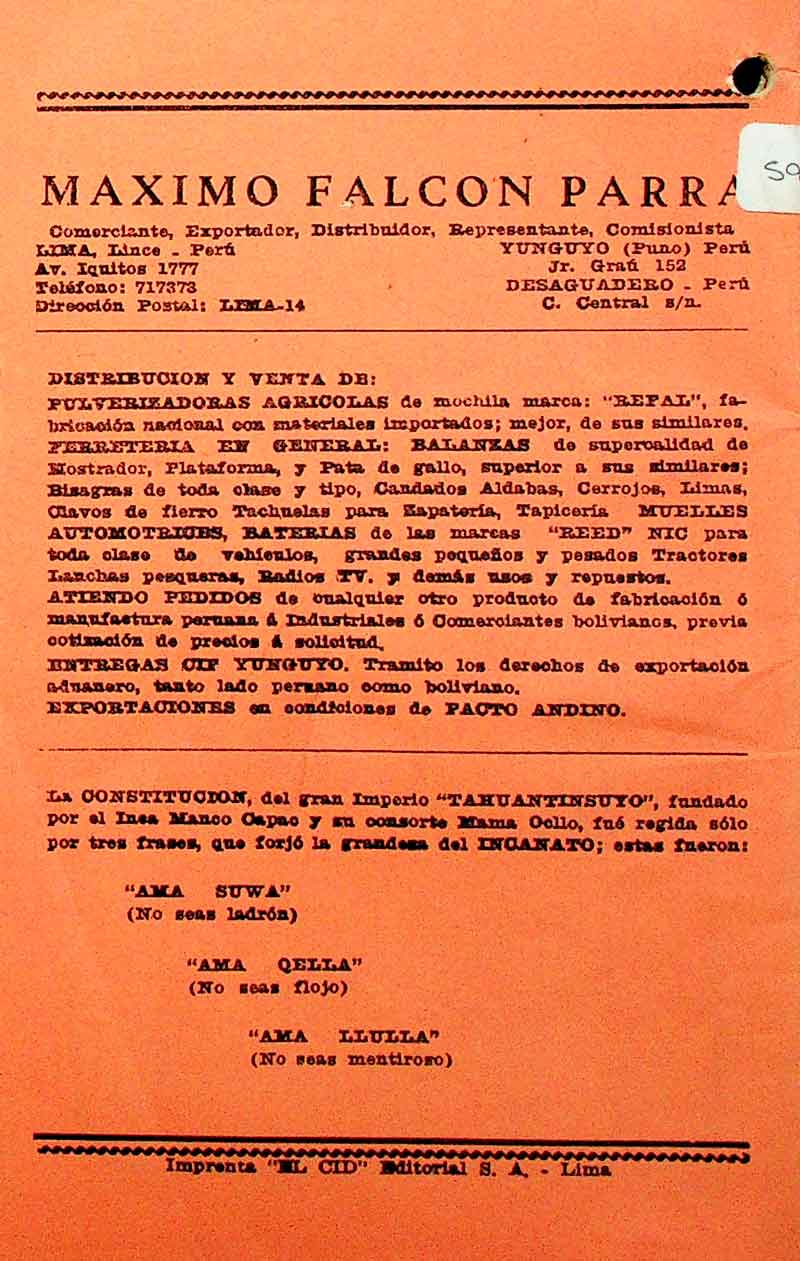 MAXIMO FALCON PARRA
S9
Comerciante, Exportador, Distribuidor, Representante, Comisionista
LIMA, Lince - Perú
Av. Iquitos 1777
Teléfono: 717373
Dirección Postal: LIMA-14
YUNGUYO (Puno) Perú
Jr. Graú 152
DESAGUADERO - Perú
C. Central s/n.
DISTRIBUCION Y VENTA DE:
PULVERIZADORAS AGRICOLAS de mochila marca: "REPAL", fa-
bricación nacional con materiales importados; mejor, de sus similares.
FERRETERIA EN GENERAL: BALANZAS de supercalidad de
Mostrador, Plataforma, y Pata de gallo, superior a sus similares;
Bisagras de toda clase y tipo, Candados Aldabas, Cerrojos, Limas,
Clavos de fierro Tachuelas para Zapatería, Tapicería MUELLES
AUTOMOTRICES, BATERIAS de las marcas "REED" NIC para
toda clase de vehículos, grandes pequeños y pesados Tractores
Lanchas pesqueras, Radios TV. y demás usos y repuestos.
ATIENDO PEDIDOS de cualquier otro producto de fabricación ó
manufactura peruana á Industriales ó Comerciantes bolivianos, previa
cotización de precios á solicitud.
ENTREGAS CIF YUNGUYO. Tramito los derechos de exportación
aduanero, tanto lado peruano como boliviano.
EXPORTACIONES en condiciones de PACTO ANDINO.
La CONSTITUCION, del gran Imperio "TAHUANTINSUYO", fundado
por el Inca Manco Capac y su consorte Mama Ocllo, fué regida sólo
por tres frases, que forjó la grandesa del INCANATO; estas fueron:
"AMA SUWA"
(No seas ladrón)
"AMA QELLA"
(No seas flojo)
"AMA LLULLA"
(No seas mentiroso)
Imprenta "EL CID" Editorial S. A. - Lima